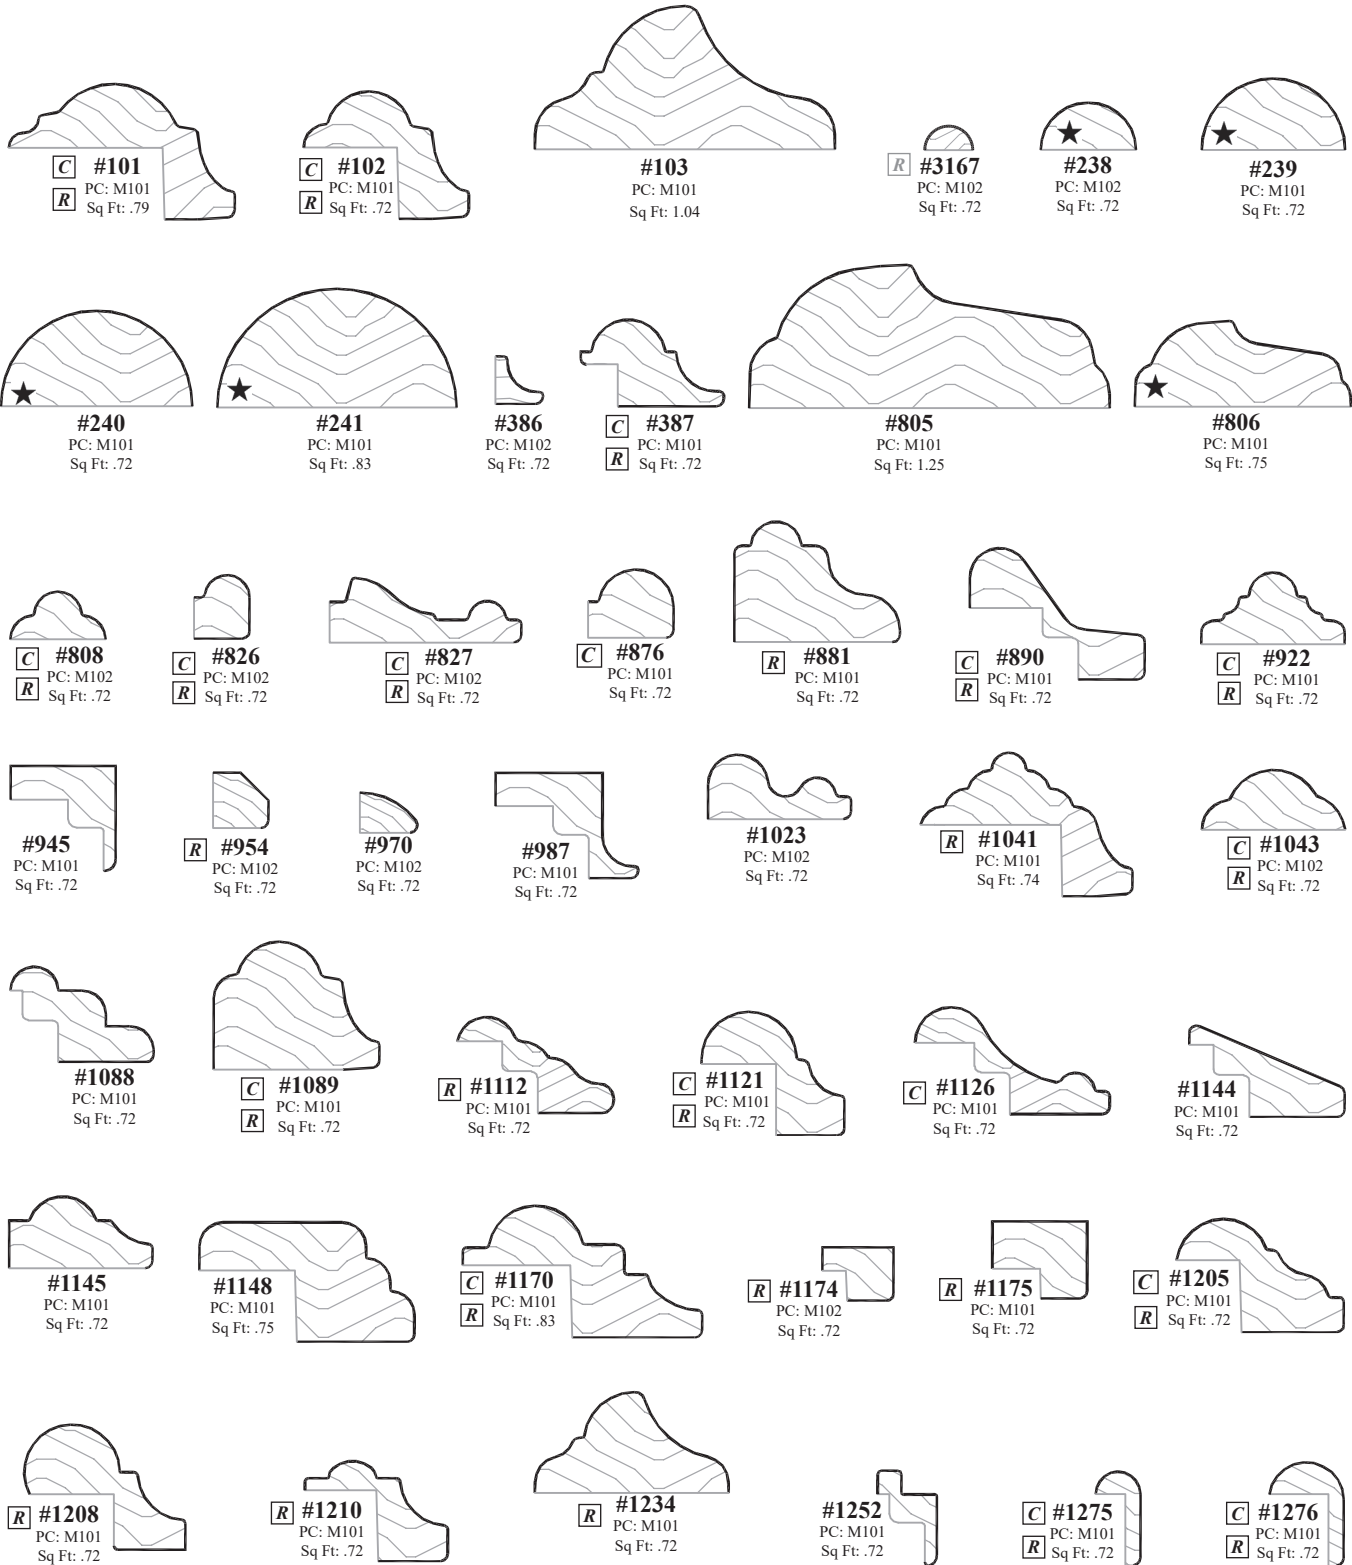 C #101
R PC: M101
Sq Ft: .79
C #102
R PC: M101
Sq Ft: .72
#103
PC: M101
Sq Ft: 1.04
R #3167
PC: M102
Sq Ft: .72
#238
PC: M102
Sq Ft: .72
#239
PC: M101
Sq Ft: .72
#240
PC: M101
Sq Ft: .72
#241
PC: M101
Sq Ft: .83
#386
PC: M102
Sq Ft: .72
C #387
PC: M101
R Sq Ft: .72
#805
PC: M101
Sq Ft: 1.25
#806
PC: M101
Sq Ft: .75
C #808
PC: M102
R Sq Ft: .72
C #826
PC: M102
R Sq Ft: .72
C #827
PC: M102
R Sq Ft: .72
C #876
PC: M101
Sq Ft: .72
R #881
PC: M101
Sq Ft: .72
C #890
PC: M101
R Sq Ft: .72
C #922
PC: M101
R Sq Ft: .72
#945
PC: M101
Sq Ft: .72
R #954
PC: M102
Sq Ft: .72
#970
PC: M102
Sq Ft: .72
#987
PC: M101
Sq Ft: .72
#1023
PC: M102
Sq Ft: .72
R #1041
PC: M101
Sq Ft: .74
C #1043
PC: M102
R Sq Ft: .72
#1088
PC: M101
Sq Ft: .72
C #1089
PC: M101
R Sq Ft: .72
R #1112
PC: M101
Sq Ft: .72
C #1121
PC: M101
R Sq Ft: .72
C #1126
PC: M101
Sq Ft: .72
#1144
PC: M101
Sq Ft: .72
#1145
PC: M101
Sq Ft: .72
#1148
PC: M101
Sq Ft: .75
C #1170
PC: M101
R Sq Ft: .83
R #1174
PC: M102
Sq Ft: .72
R #1175
PC: M101
Sq Ft: .72
C #1205
PC: M101
R Sq Ft: .72
R #1208
PC: M101
Sq Ft: .72
R #1210
PC: M101
Sq Ft: .72
R #1234
PC: M101
Sq Ft: .72
#1252
PC: M101
Sq Ft: .72
C #1275
PC: M101
R Sq Ft: .72
C #1276
PC: M101
R Sq Ft: .72